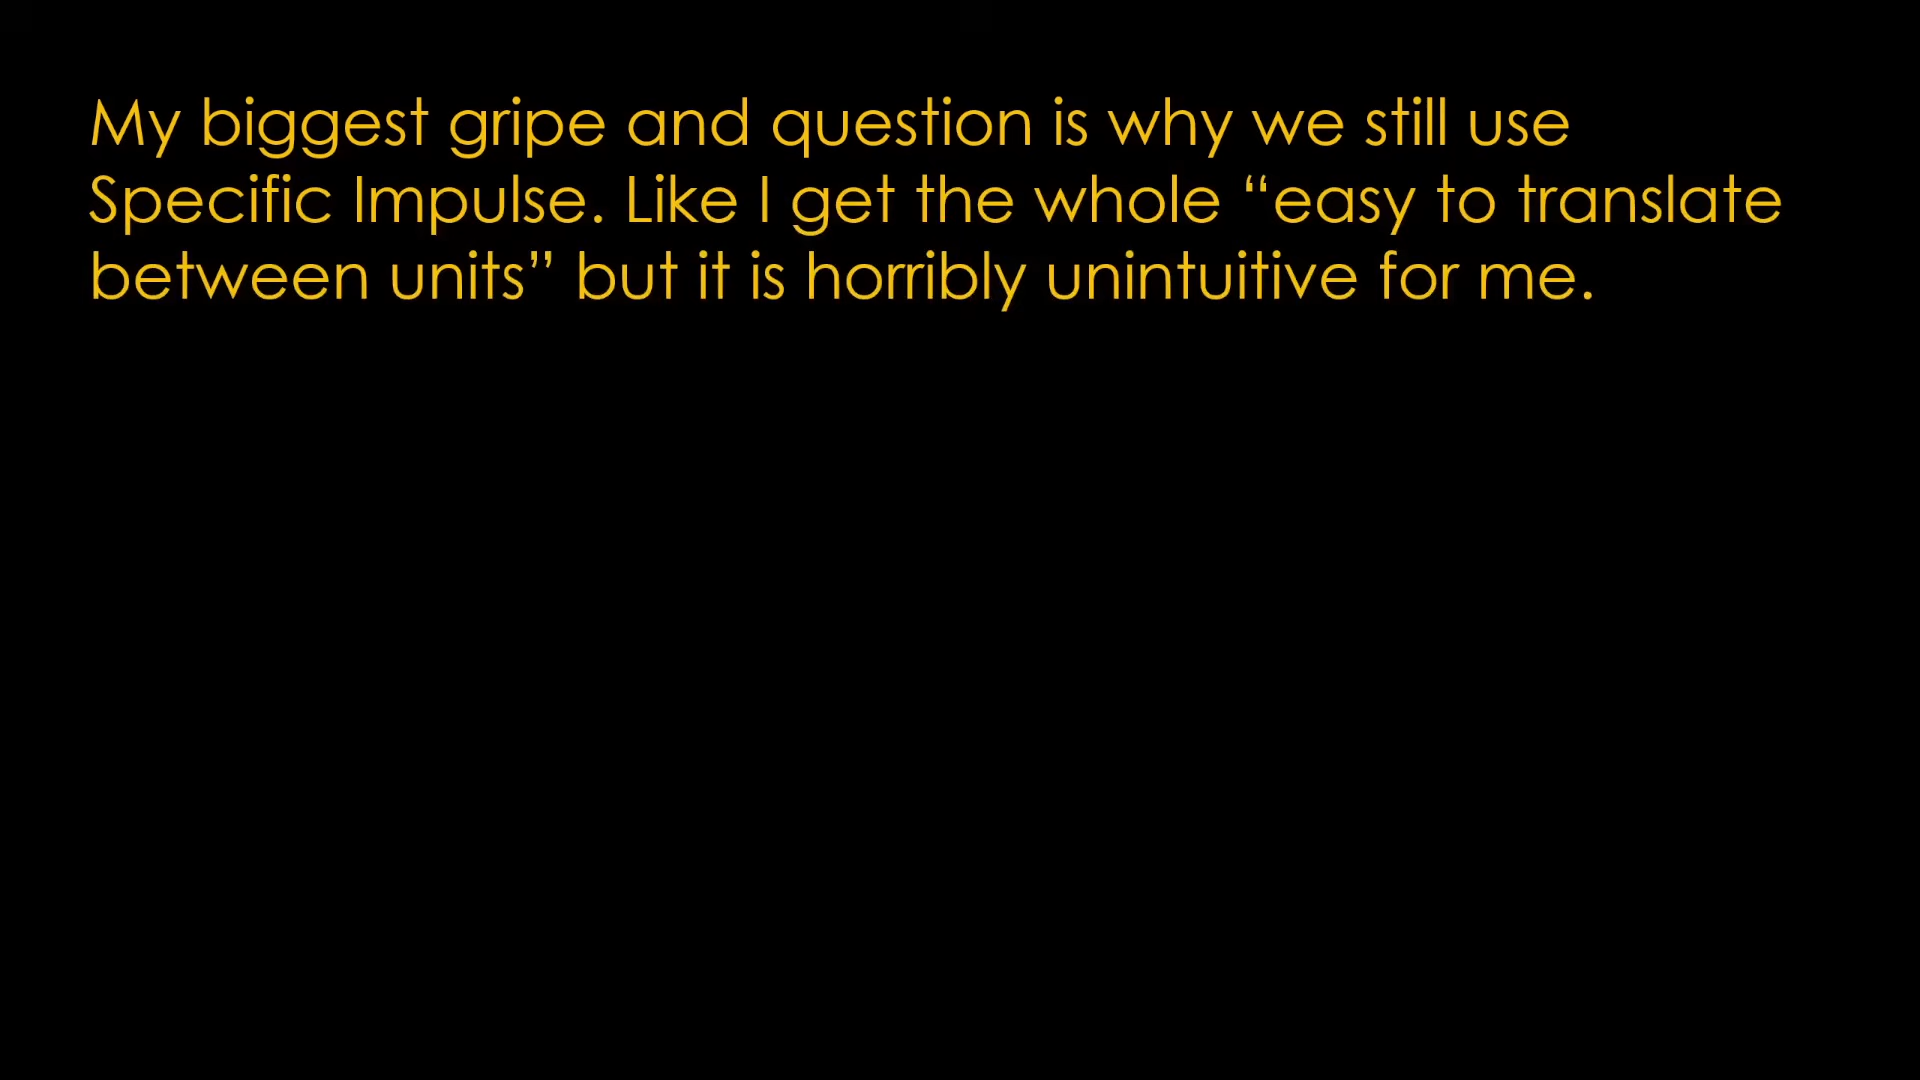 My biggest gripe and question is why we still use
Specific Impulse. Like I get the whole “easy to translate
between units” but it is horribly unintuitive for me.